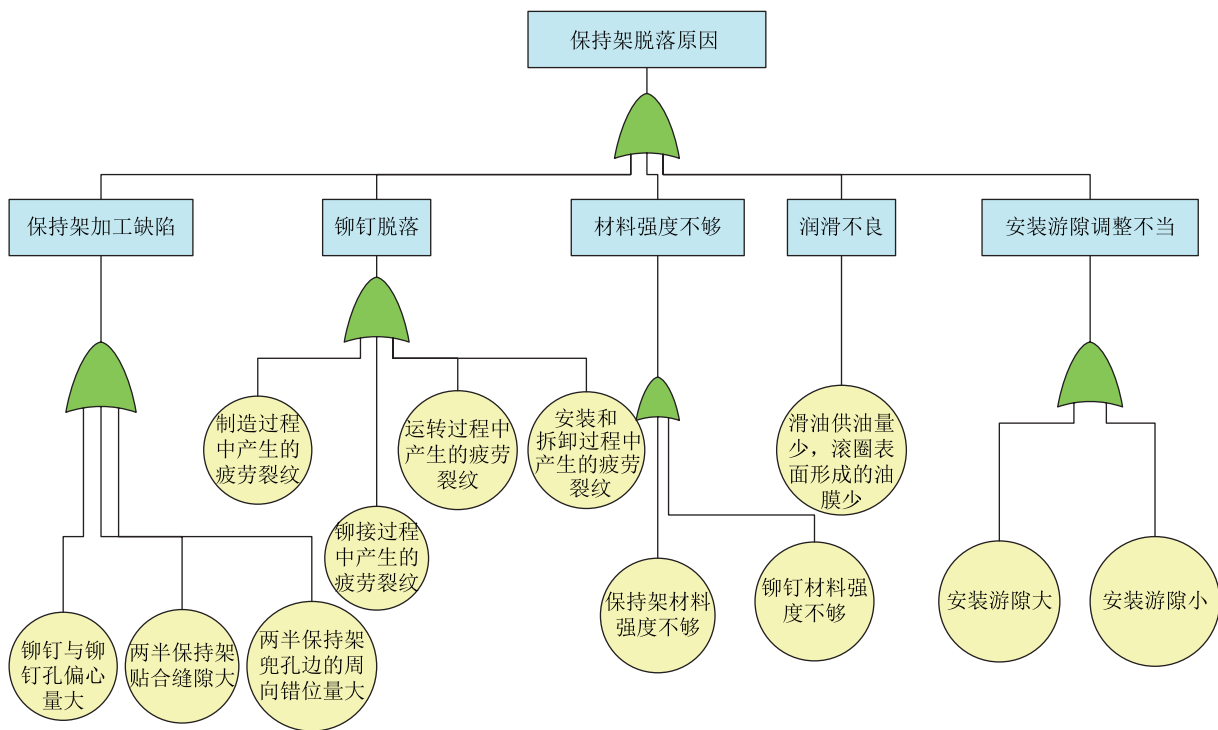 保持架脱落原因
保持架加工缺陷
铆钉脱落
材料强度不够
润滑不良
安装游隙调整不当
制造过程
中产生的
疲劳裂纹
运转过程中
产生的疲劳
裂纹
安装和
拆卸过程中
产生的疲劳
裂纹
滑油供油量
少，滚圈表
面形成的油
膜少
铆接过程
中产生的
疲劳裂纹
保持架材料
强度不够
铆钉材料强
度不够
安装游隙大
安装游隙小
铆钉与铆
钉孔偏心
量大
两半保持架
贴合缝隙大
两半保持架
兜孔边的周
向错位量大